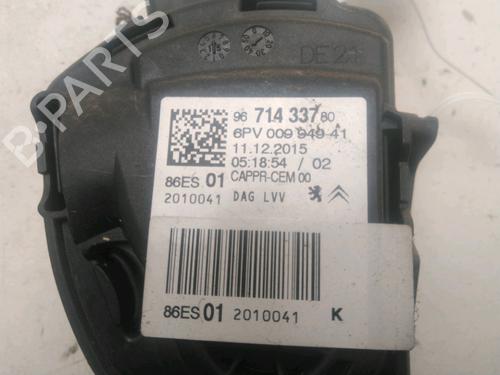 DE21
96 714 337 80
6PV 009 949-41
11.12.2015
05:18:54 / 02
86ES 01 CAPPR-CEM 00
2010041 DAG LVV
86ES 01 2010041 K
B-PARTS